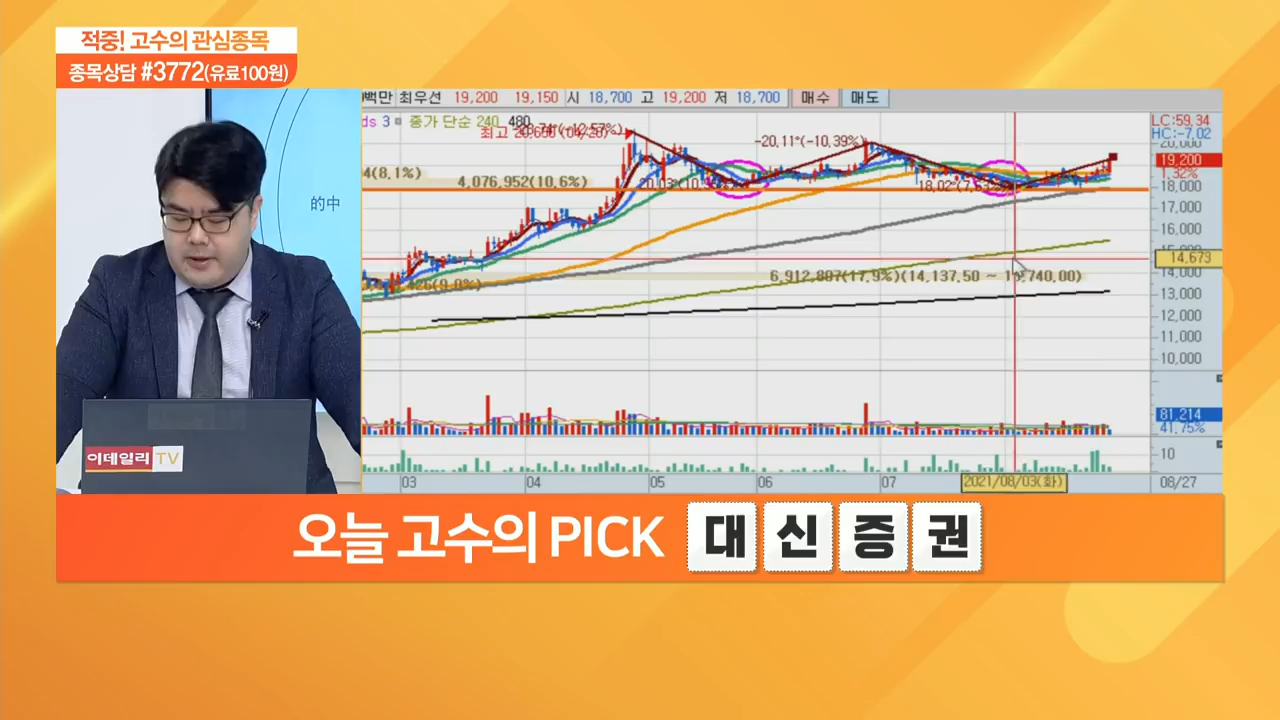 적중! 고수의 관심종목
종목상담 #3772(유료100원)
的中
이데일리 TV
백만 최우선 19,200 19,150 시 18,700 고 19,200 저 18,700 매수 매도
종가 단순 240 480
-20,11%(-10,39%)
4(8,1%)
4,076,952(10,6%)
6,912,887(17,9%)(14,137,50 ~
LC:59,34
HC:-7,02
20,000
19,200
1,32%
18,000
17,000
16,000
14,673
14,000
13,000
12,000
11,000
10,000
81,214
41,75%
10
03 04 05 06 07 2021/08/03(화) 08/27
오늘 고수의 PICK 대신증권